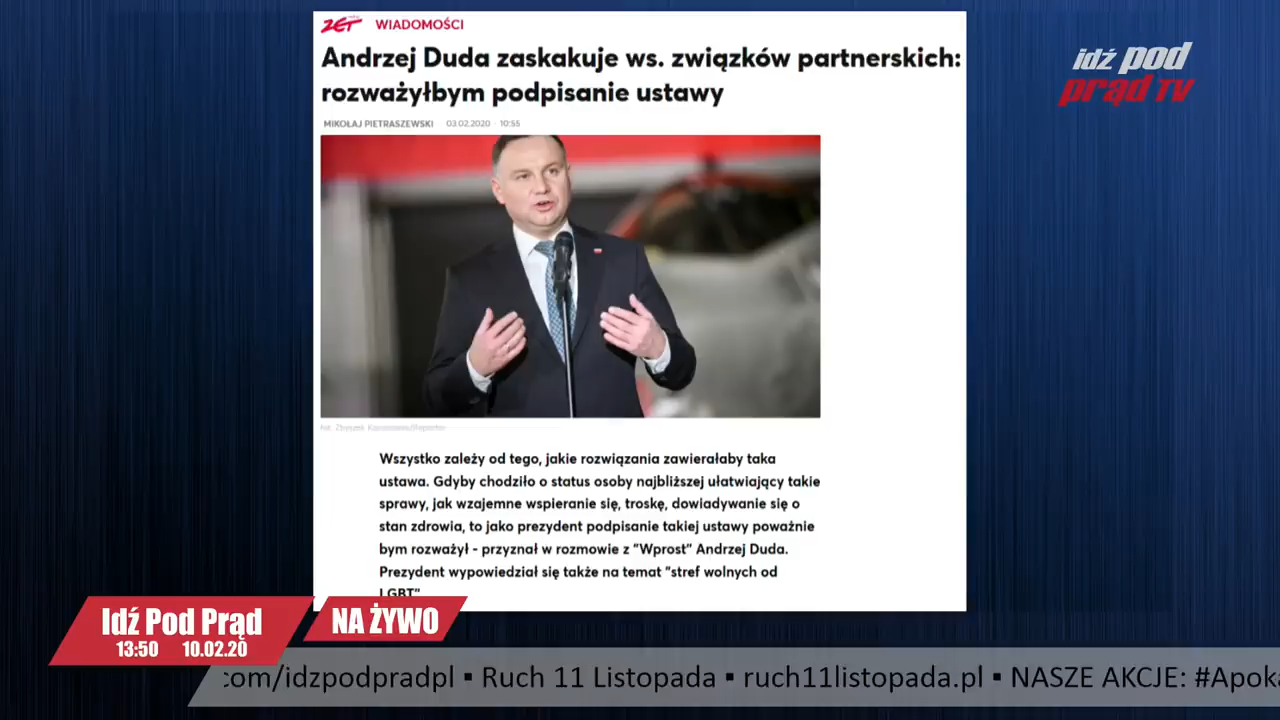 ZET WIADOMOŚCI
Andrzej Duda zaskakuje ws. związków partnerskich:
rozważyłbym podpisanie ustawy
MIKOŁAJ PIETRASZEWSKI 03.02.2020 · 10:55
idź pod
prąd TV
fot. Zbyszek
Wszystko zależy od tego, jakie rozwiązania zawierałaby taka
ustawa. Gdyby chodziło o status osoby najbliższej ułatwiający takie
sprawy, jak wzajemne wspieranie się, troskę, dowiadywanie się o
stan zdrowia, to jako prezydent podpisanie takiej ustawy poważnie
bym rozważył - przyznał w rozmowie z "Wprost" Andrzej Duda.
Prezydent wypowiedział się także na temat "stref wolnych od
LGBT"
Idź Pod Prąd
13:50 10.02.20
NA ŻYWO
com/idzpodpradpl ▪ Ruch 11 Listopada ▪ ruch11listopada.pl ▪ NASZE AKCJE: #Apoka